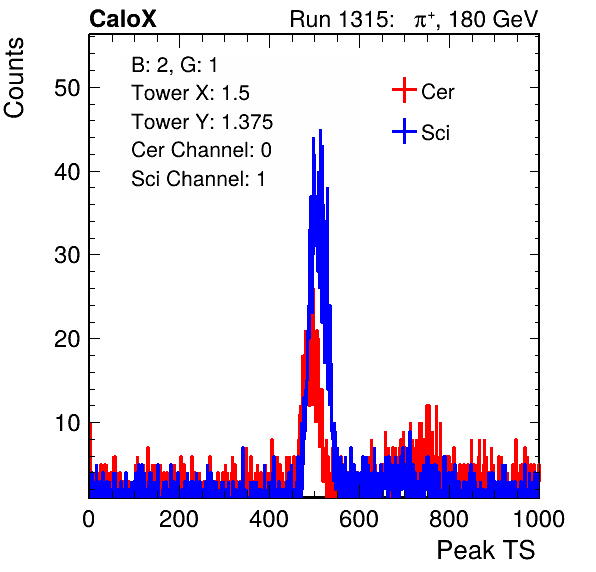 CaloX Run 1315: π⁺, 180 GeV
Counts
B: 2, G: 1
Tower X: 1.5
Tower Y: 1.375
Cer Channel: 0
Sci Channel: 1
Cer
Sci
50
40
30
20
10
0 200 400 600 800 1000
Peak TS